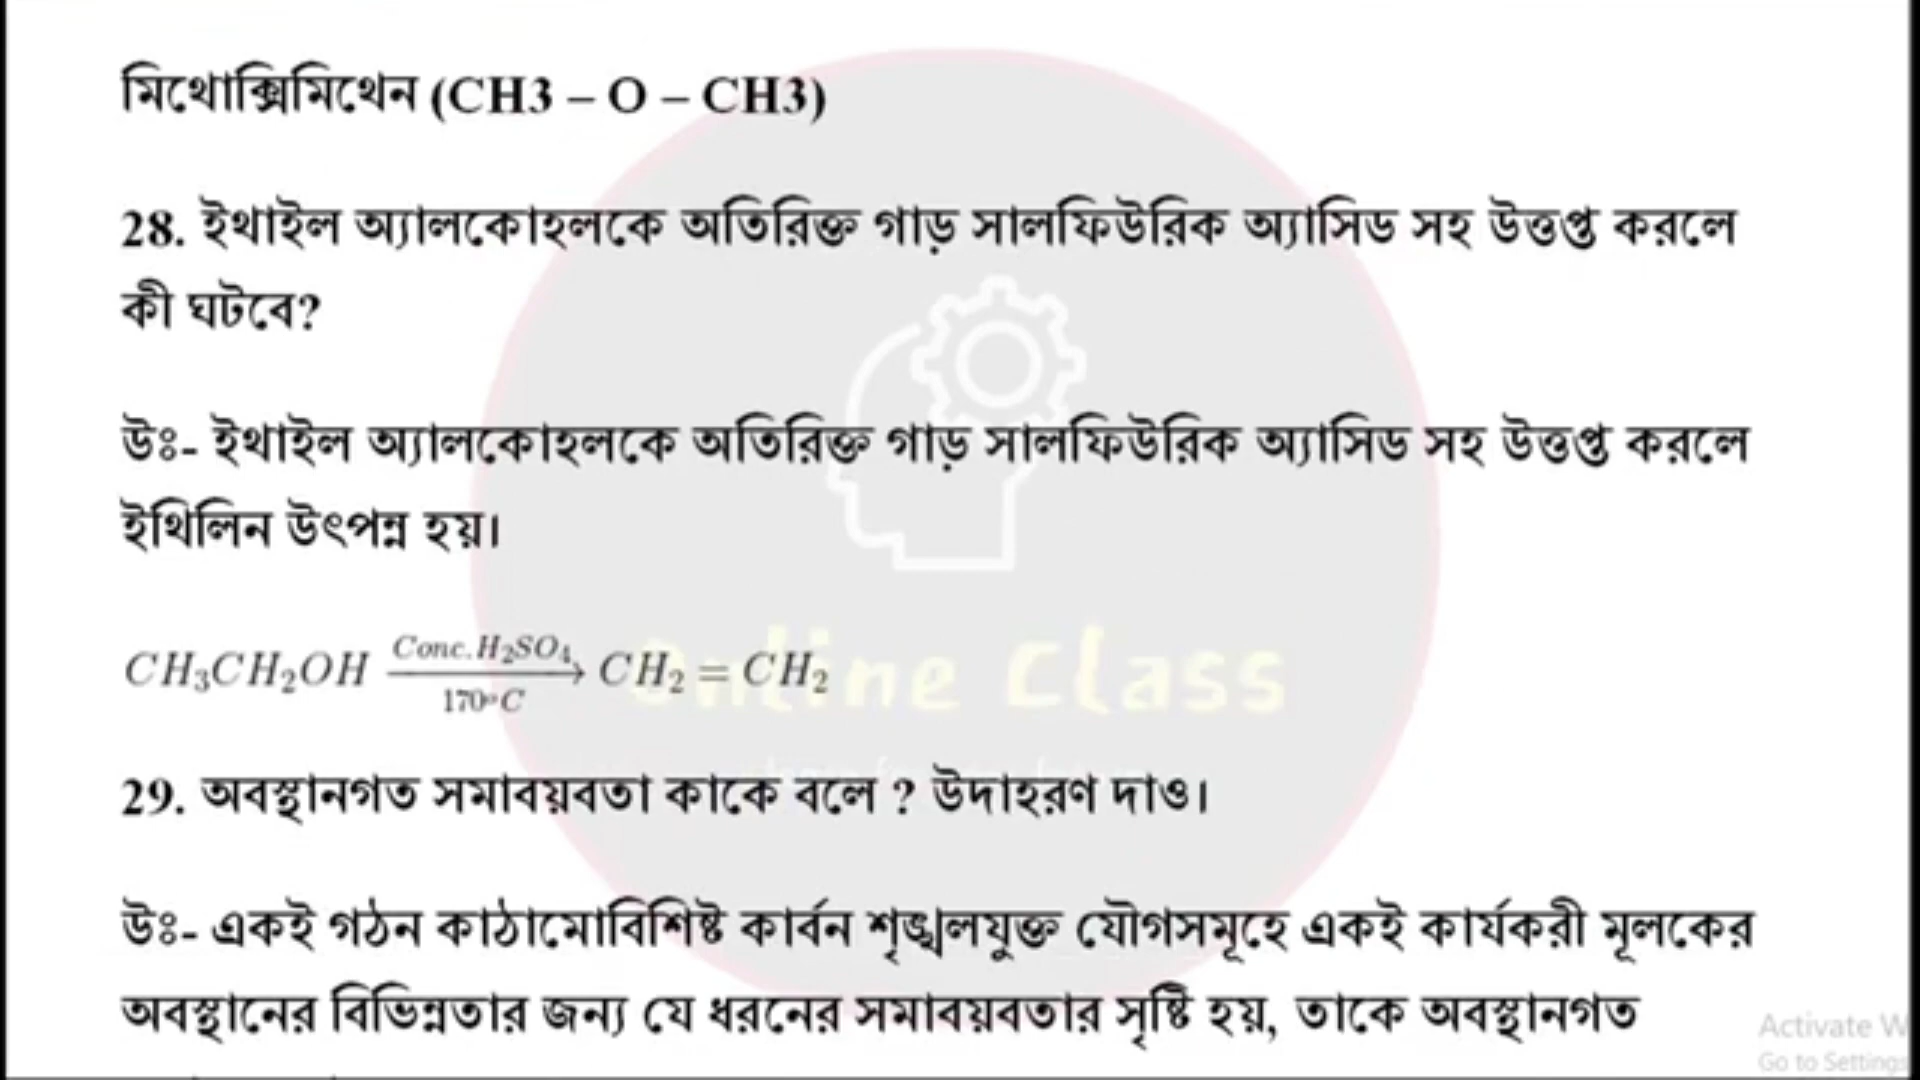 মিথোক্সিমিথেন (CH3 – O – CH3)
28. ইথাইল অ্যালকোহলকে অতিরিক্ত গাড় সালফিউরিক অ্যাসিড সহ উত্তপ্ত করলে
কী ঘটবে?
উঃ- ইথাইল অ্যালকোহলকে অতিরিক্ত গাড় সালফিউরিক অ্যাসিড সহ উত্তপ্ত করলে
ইথিলিন উৎপন্ন হয়।
CH₃CH₂OH Conc.H₂SO₄ → 170°C CH₂ = CH₂
Online Class
29. অবস্থানগত সমাবয়বতা কাকে বলে ? উদাহরণ দাও।
উঃ- একই গঠন কাঠামোবিশিষ্ট কার্বন শৃঙ্খলযুক্ত যৌগসমূহে একই কার্যকরী মূলকের
অবস্থানের বিভিন্নতার জন্য যে ধরনের সমাবয়বতার সৃষ্টি হয়, তাকে অবস্থানগত
Activate W
Go to Settings